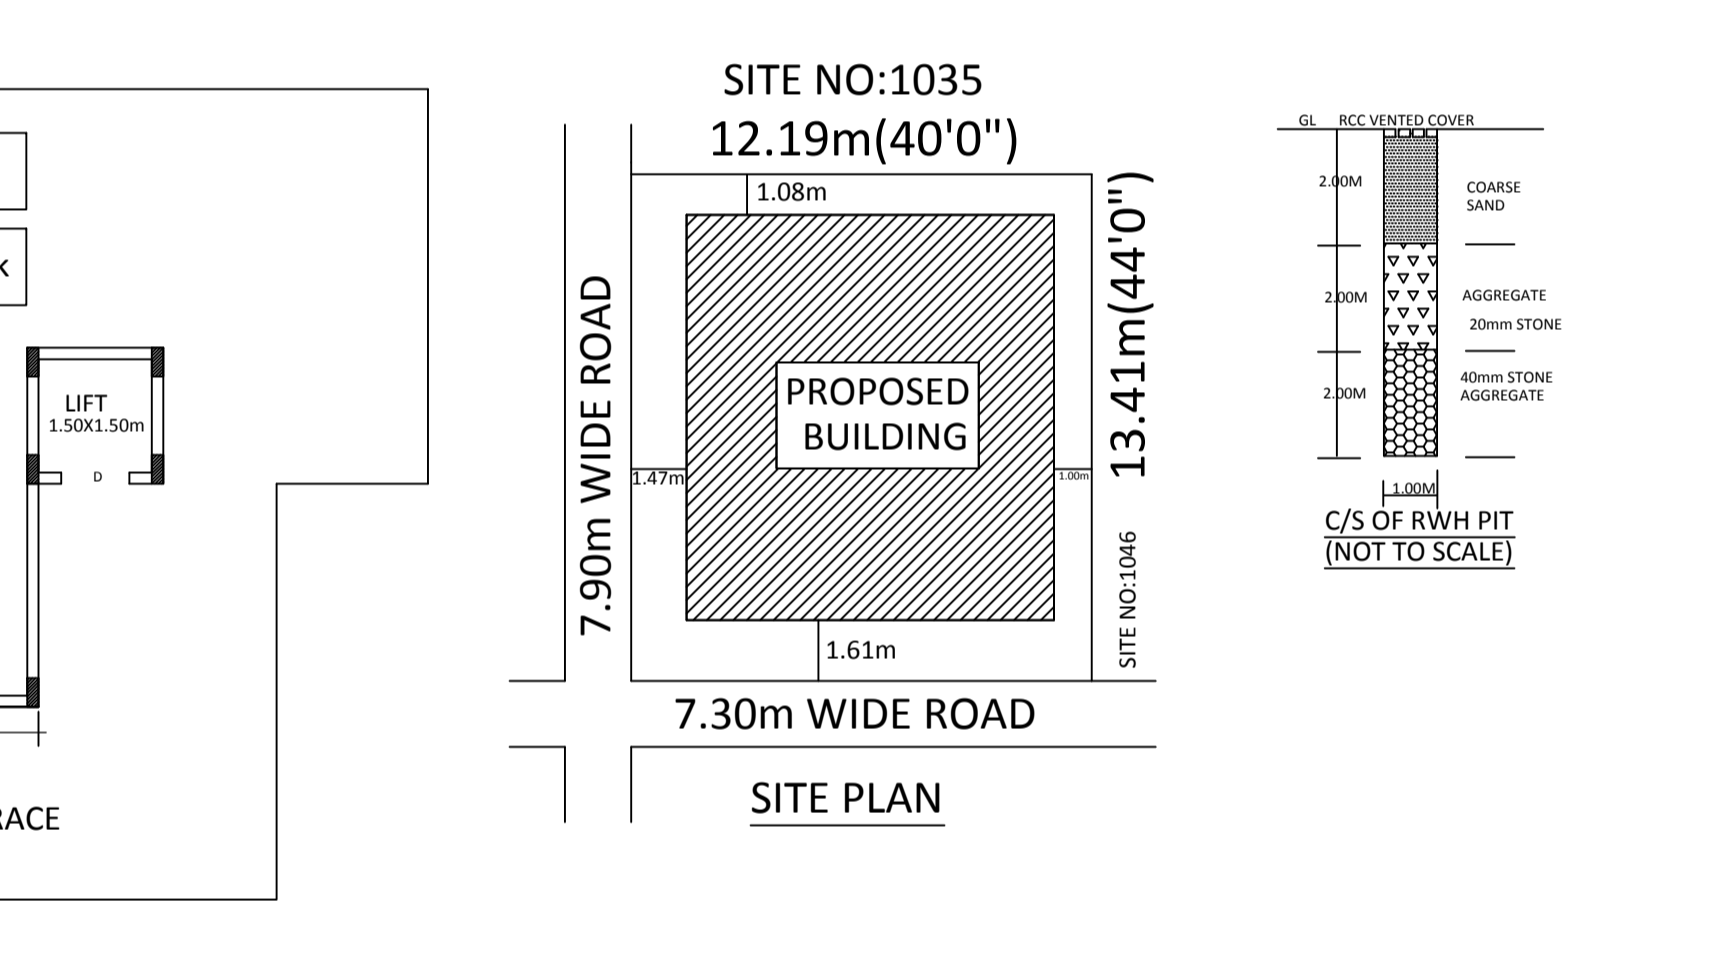 LIFT
1.50X1.50m
D
SITE NO:1035
12.19m(40'0")
1.08m
7.90m WIDE ROAD
PROPOSED
BUILDING
1.47m
1.00m
13.41m(44'0")
SITE NO:1046
1.61m
7.30m WIDE ROAD
SITE PLAN
GL RCC VENTED COVER
2.00M
COARSE
SAND
2.00M
AGGREGATE
20mm STONE
2.00M
40mm STONE
AGGREGATE
1.00M
C/S OF RWH PIT
(NOT TO SCALE)